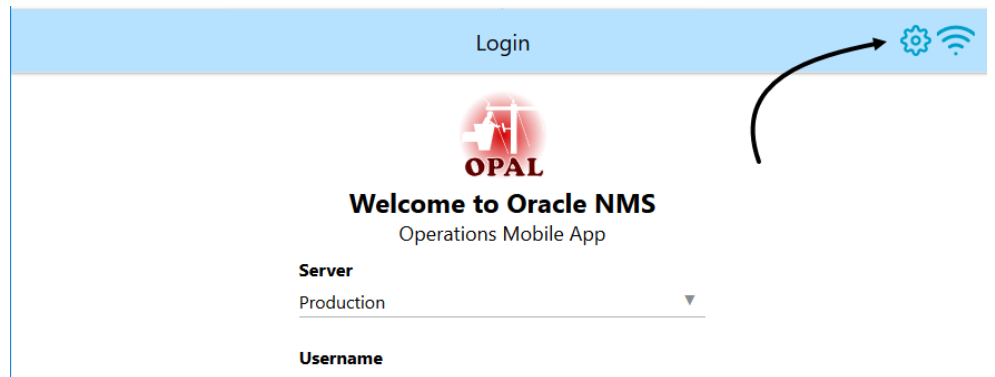 Login
OPAL
Welcome to Oracle NMS
Operations Mobile App
Server
Production
Username